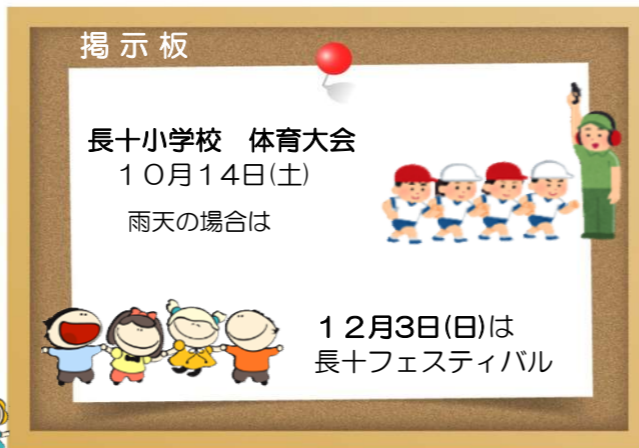 掲示板
長十小学校　体育大会
１０月１４日(土)
雨天の場合は
１２月3日(日)は
長十フェスティバル